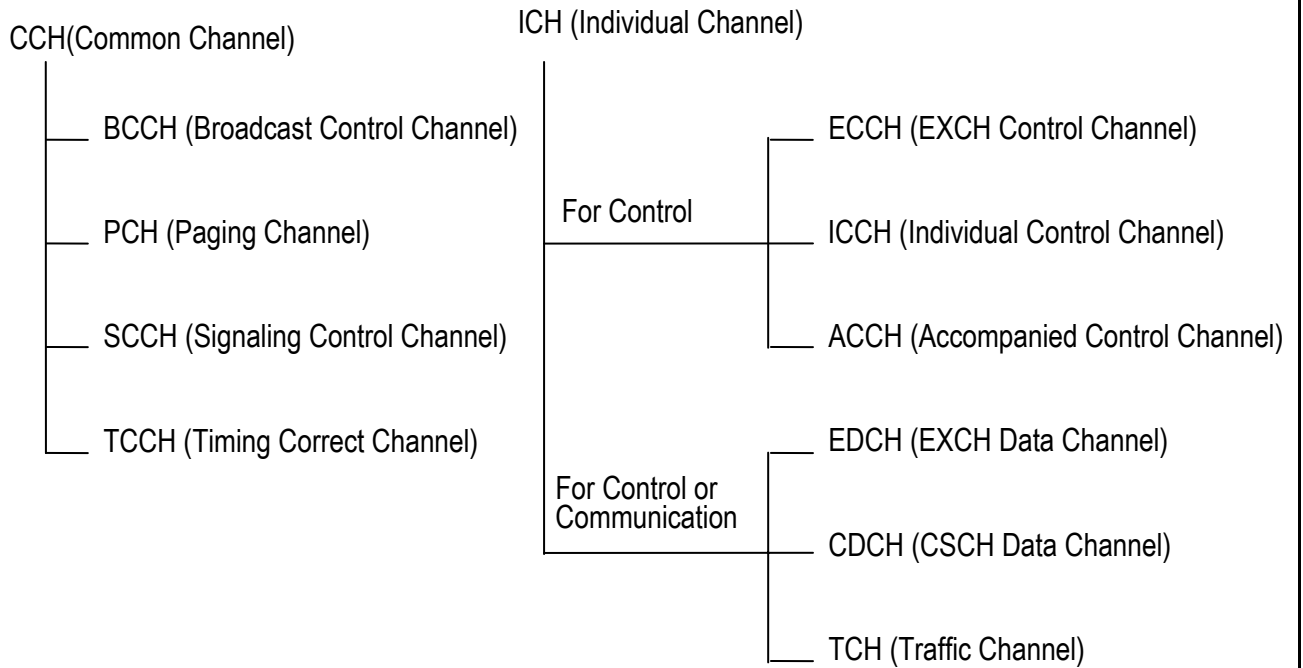 CCH(Common Channel)
BCCH (Broadcast Control Channel)
PCH (Paging Channel)
SCCH (Signaling Control Channel)
TCCH (Timing Correct Channel)
ICH (Individual Channel)
For Control
ECCH (EXCH Control Channel)
ICCH (Individual Control Channel)
ACCH (Accompanied Control Channel)
For Control or
Communication
EDCH (EXCH Data Channel)
CDCH (CSCH Data Channel)
TCH (Traffic Channel)